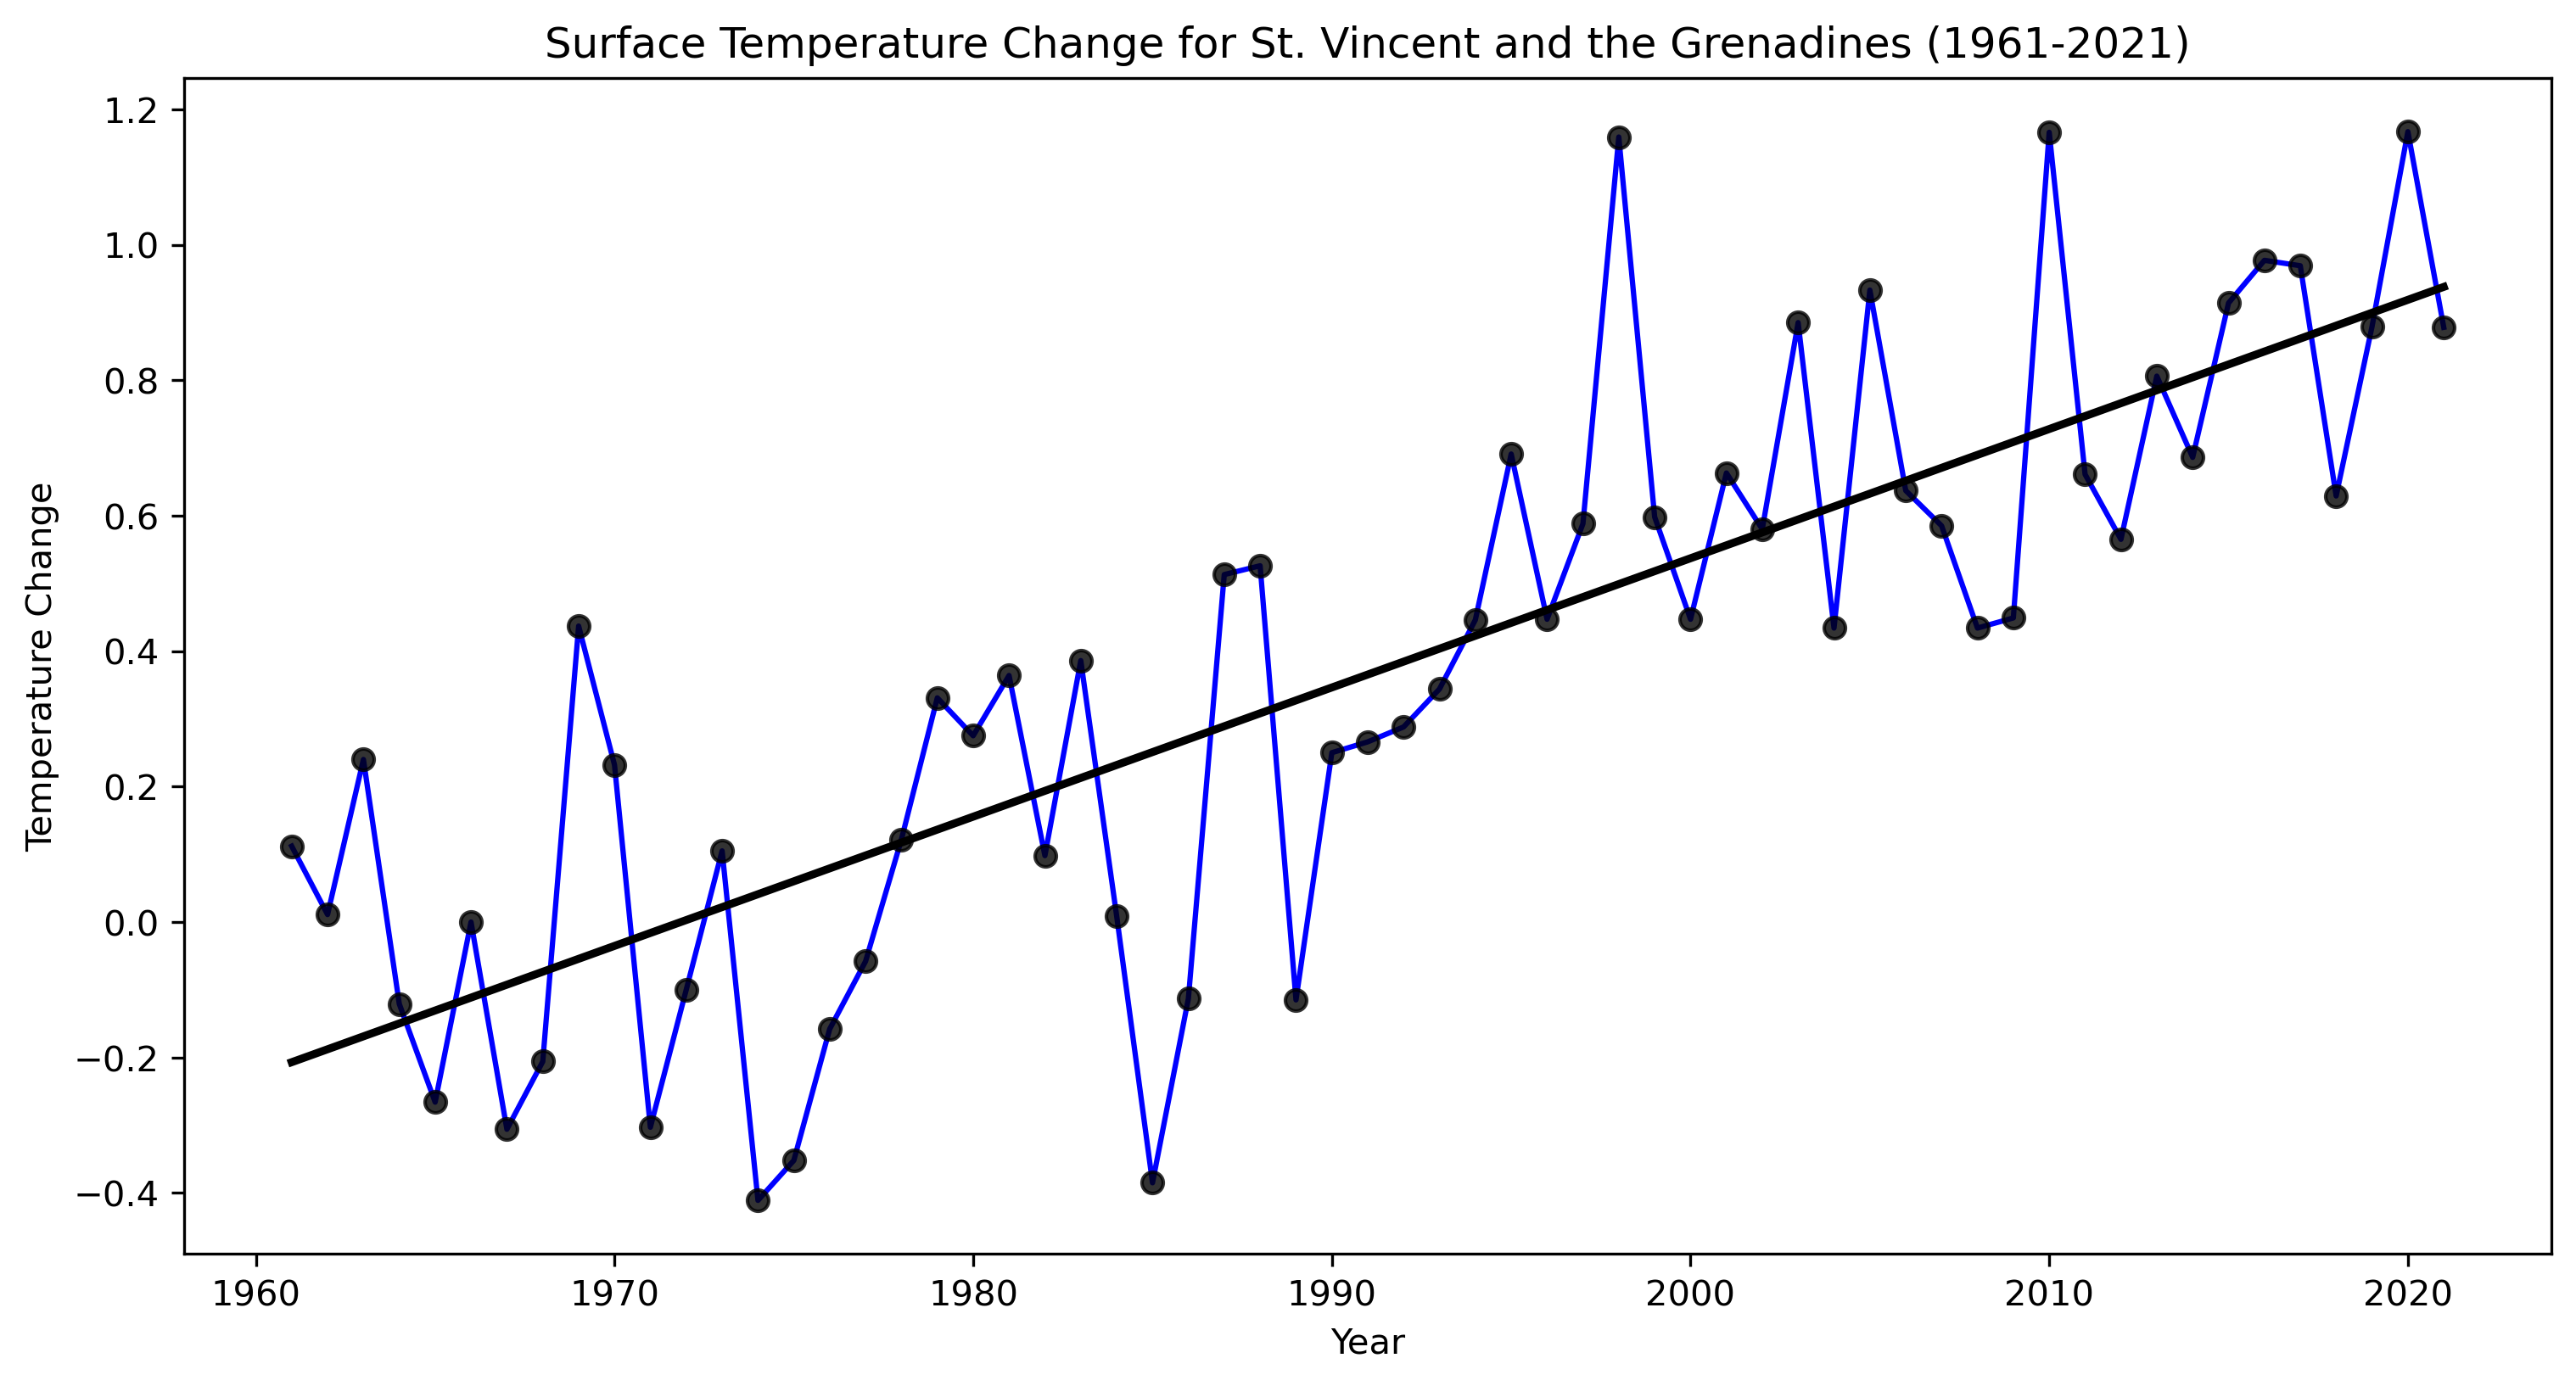 Surface Temperature Change for St. Vincent and the Grenadines (1961-2021)
1.2
1.0
0.8
0.6
0.4
0.2
0.0
−0.2
−0.4
Temperature Change
1960 1970 1980 1990 2000 2010 2020
Year